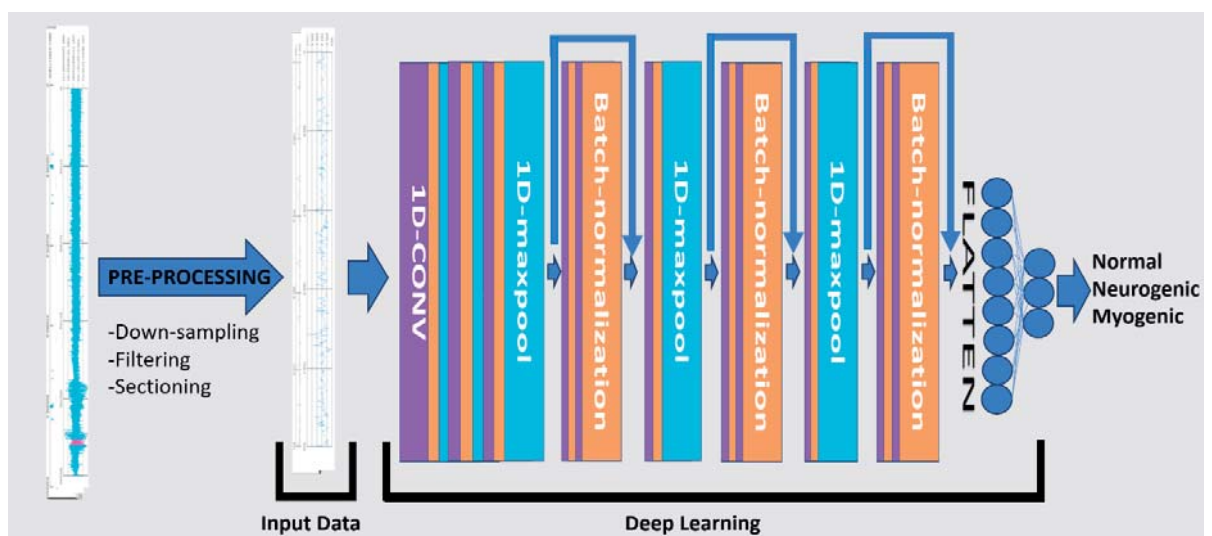 PRE-PROCESSING
-Down-sampling
-Filtering
-Sectioning
Input Data
1D-CONV
1D-maxpool
Batch-normalization
1D-maxpool
Batch-normalization
1D-maxpool
Batch-normalization
FLATTEN
Deep Learning
Normal
Neurogenic
Myogenic